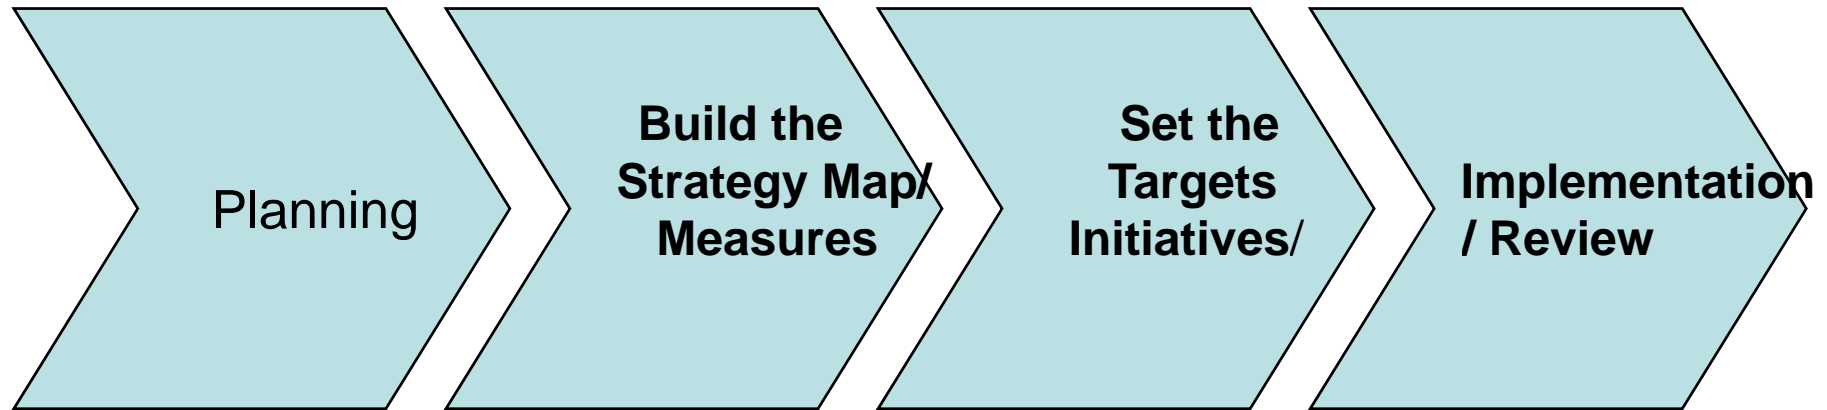 Planning
Build the
Strategy Map/
Measures
Set the
Targets
Initiatives/
Implementation
/ Review